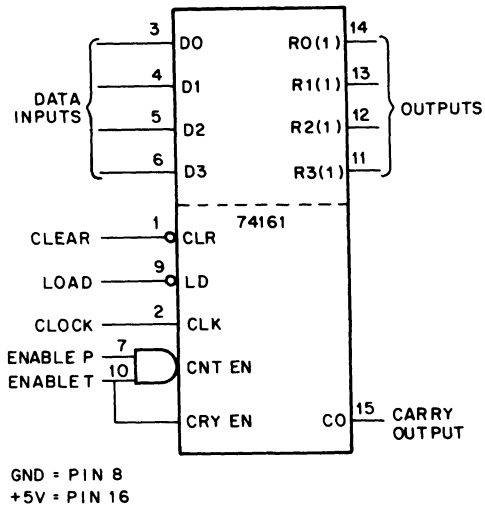 3 D0 R0(1) 14
4 D1 R1(1) 13
DATA INPUTS OUTPUTS
5 D2 R2(1) 12
6 D3 R3(1) 11
74161
CLEAR 1 CLR
LOAD 9 LD
CLOCK 2 CLK
ENABLE P 7
CNT EN
ENABLE T 10
CRY EN CO 15 CARRY OUTPUT
GND = PIN 8
+5V = PIN 16